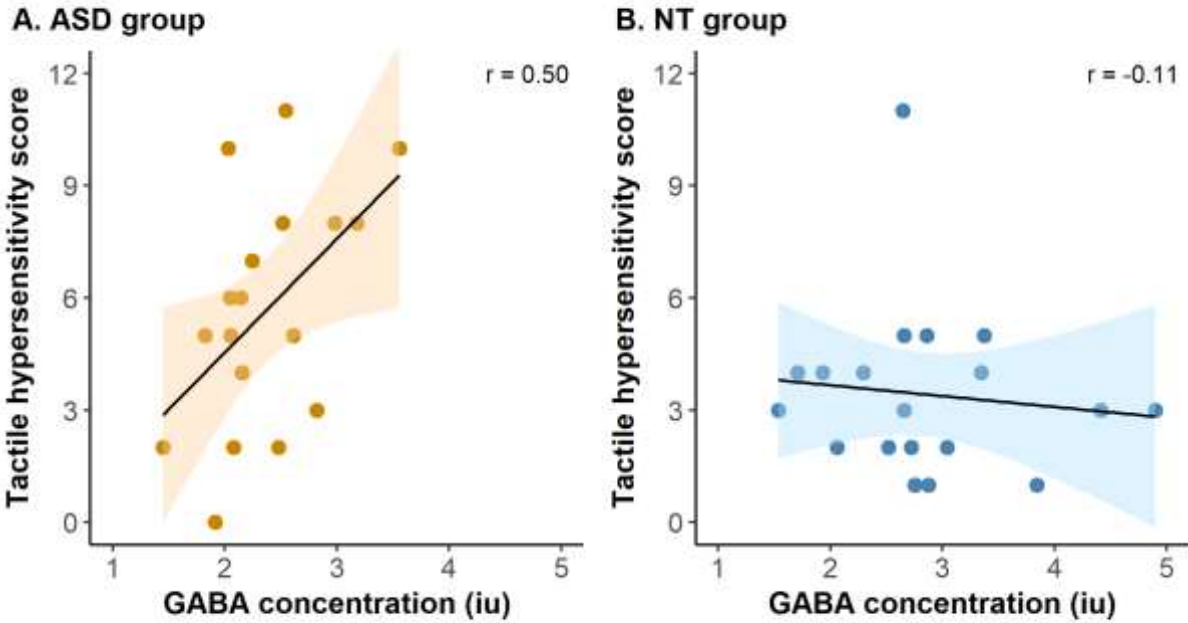 A. ASD group
Tactile hypersensitivity score
12
9
6
3
0
r = 0.50
1 2 3 4 5
GABA concentration (iu)
B. NT group
Tactile hypersensitivity score
12
9
6
3
0
r = -0.11
1 2 3 4 5
GABA concentration (iu)